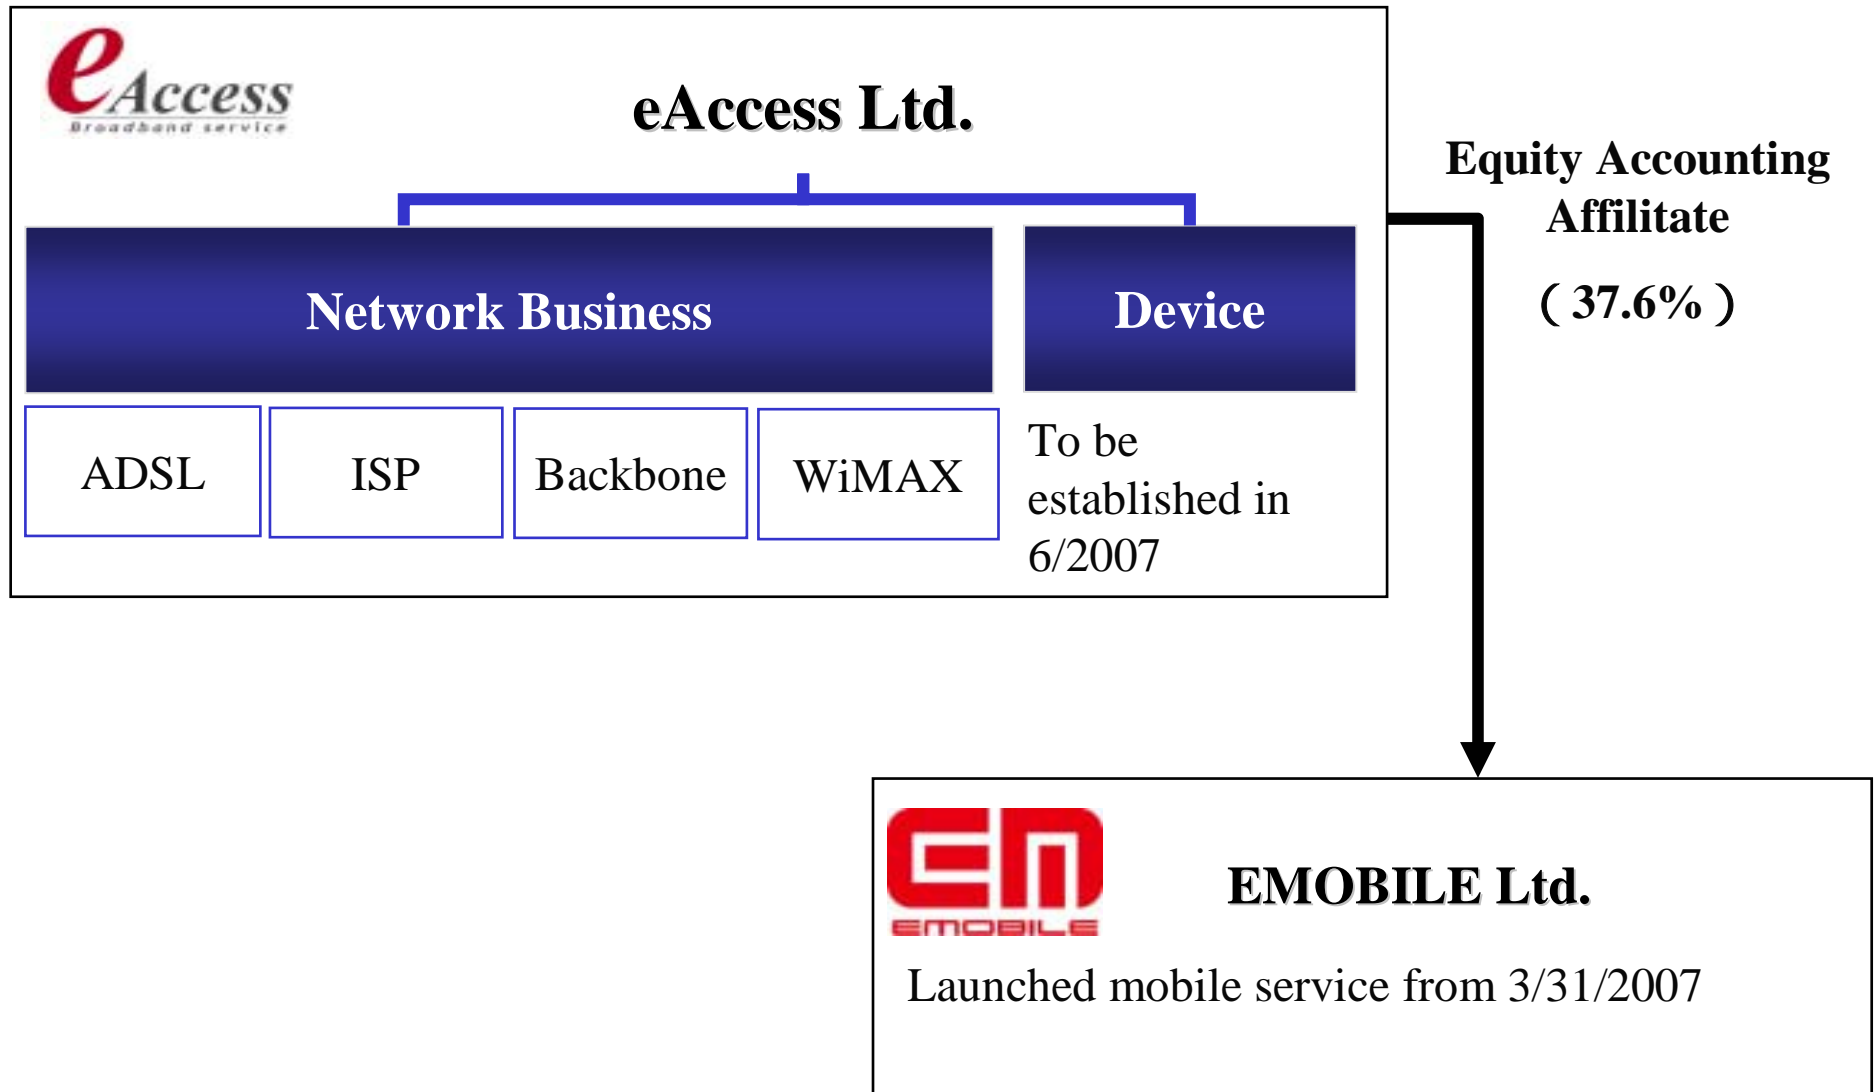 eAccess
Broadband service
eAccess Ltd.
Equity Accounting
Affilitate
( 37.6% )
Network Business
Device
ADSL
ISP
Backbone
WiMAX
To be
established in
6/2007
EM
EMOBILE
EMOBILE Ltd.
Launched mobile service from 3/31/2007